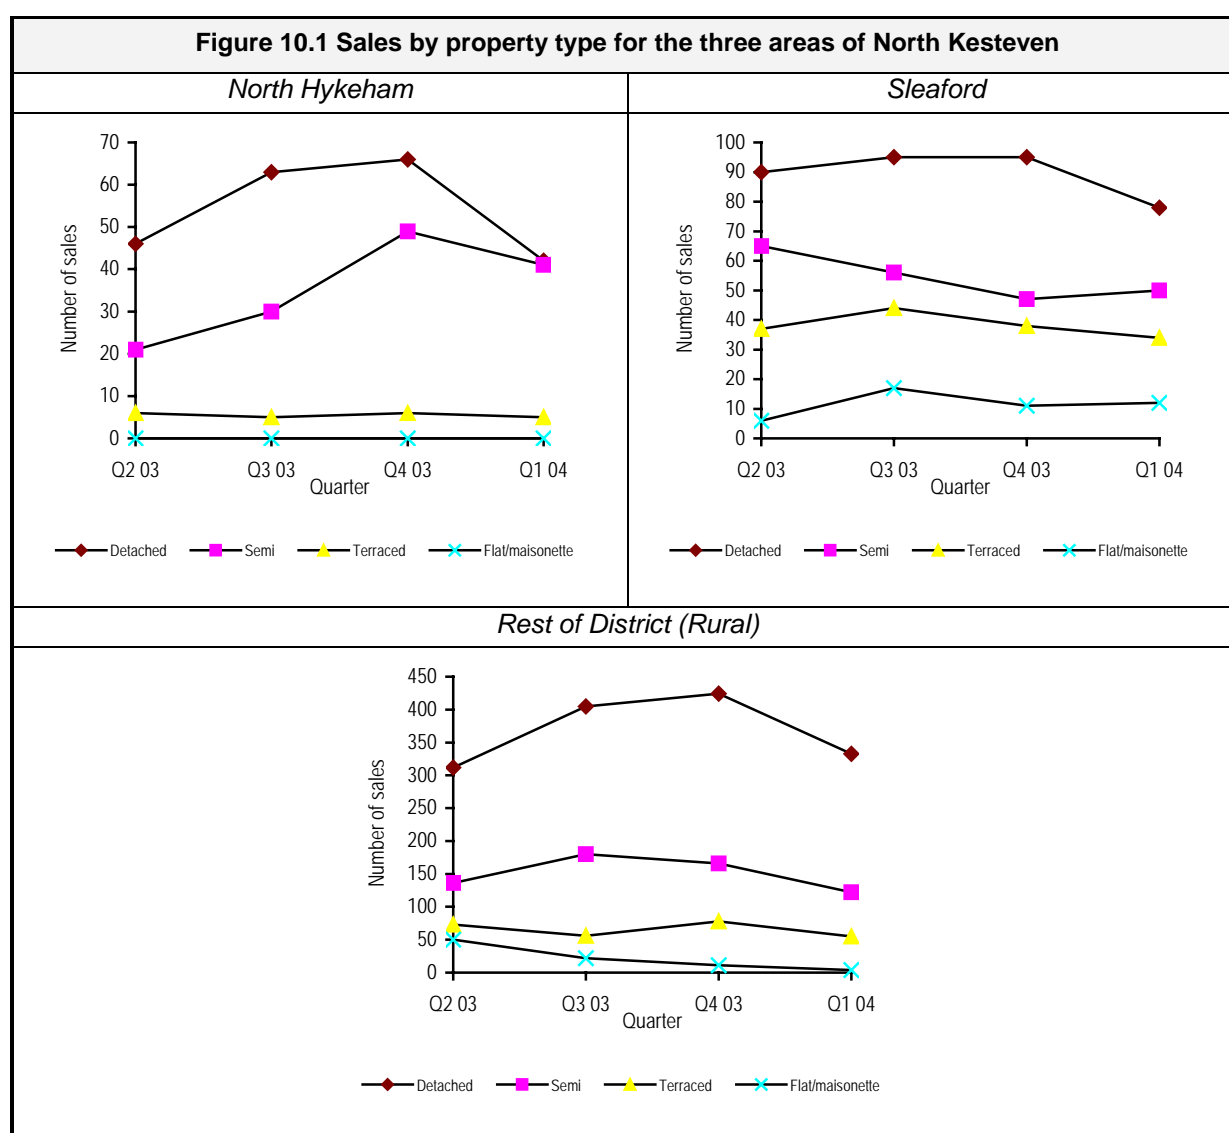 Figure 10.1 Sales by property type for the three areas of North Kesteven
North Hykeham
Number of sales
70
60
50
40
30
20
10
0
Q2 03 Q3 03 Q4 03 Q1 04
Quarter
Detached Semi Terraced Flat/maisonette
Sleaford
Number of sales
100
90
80
70
60
50
40
30
20
10
0
Q2 03 Q3 03 Q4 03 Q1 04
Quarter
Detached Semi Terraced Flat/maisonette
Rest of District (Rural)
Number of sales
450
400
350
300
250
200
150
100
50
0
Q2 03 Q3 03 Q4 03 Q1 04
Quarter
Detached Semi Terraced Flat/maisonette